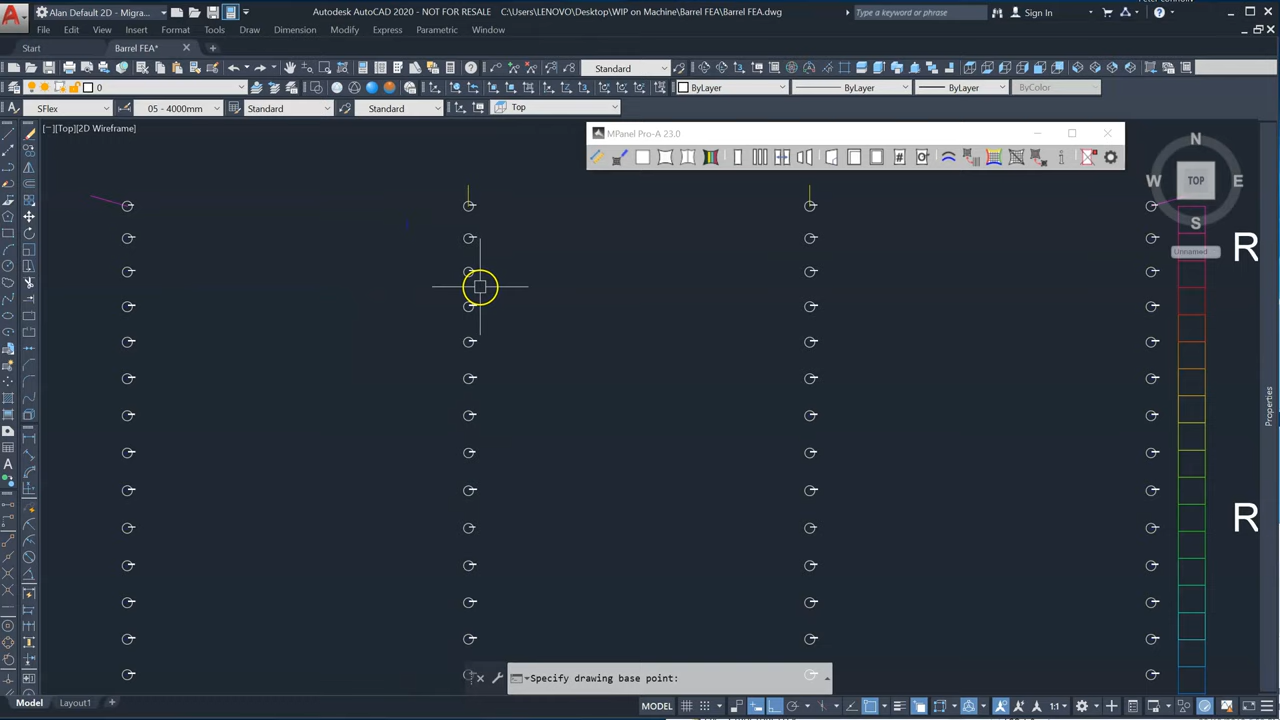 Alan Default 2D - Migra...
Autodesk AutoCAD 2020 - NOT FOR RESALE
C:\Users\LENOVO\Desktop\WIP on Machine\Barrel FEA\Barrel FEA.dwg
Type a keyword or phrase
Sign In
File Edit View Insert Format Tools Draw Dimension Modify Express Parametric Window
Start
Barrel FEA*
Standard
0
ByLayer
ByLayer
ByLayer
ByColor
SFlex
05 - 4000mm
Standard
Standard
Top
[−][Top][2D Wireframe]
MPanel Pro-A 23.0
N
W
TOP
E
S
Unnamed
R
R
Properties
Specify drawing base point:
Model
Layout1
MODEL
1:1